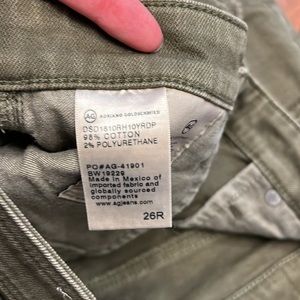 AG
ADRIANO GOLDSCHMIED
DSD1810RH10YRDP
98% COTTON
2% POLYURETHANE
PO#AG-41901
BW19229
Made in Mexico of
imported fabric and
globally sourced
components
www.agjeans.com
26R